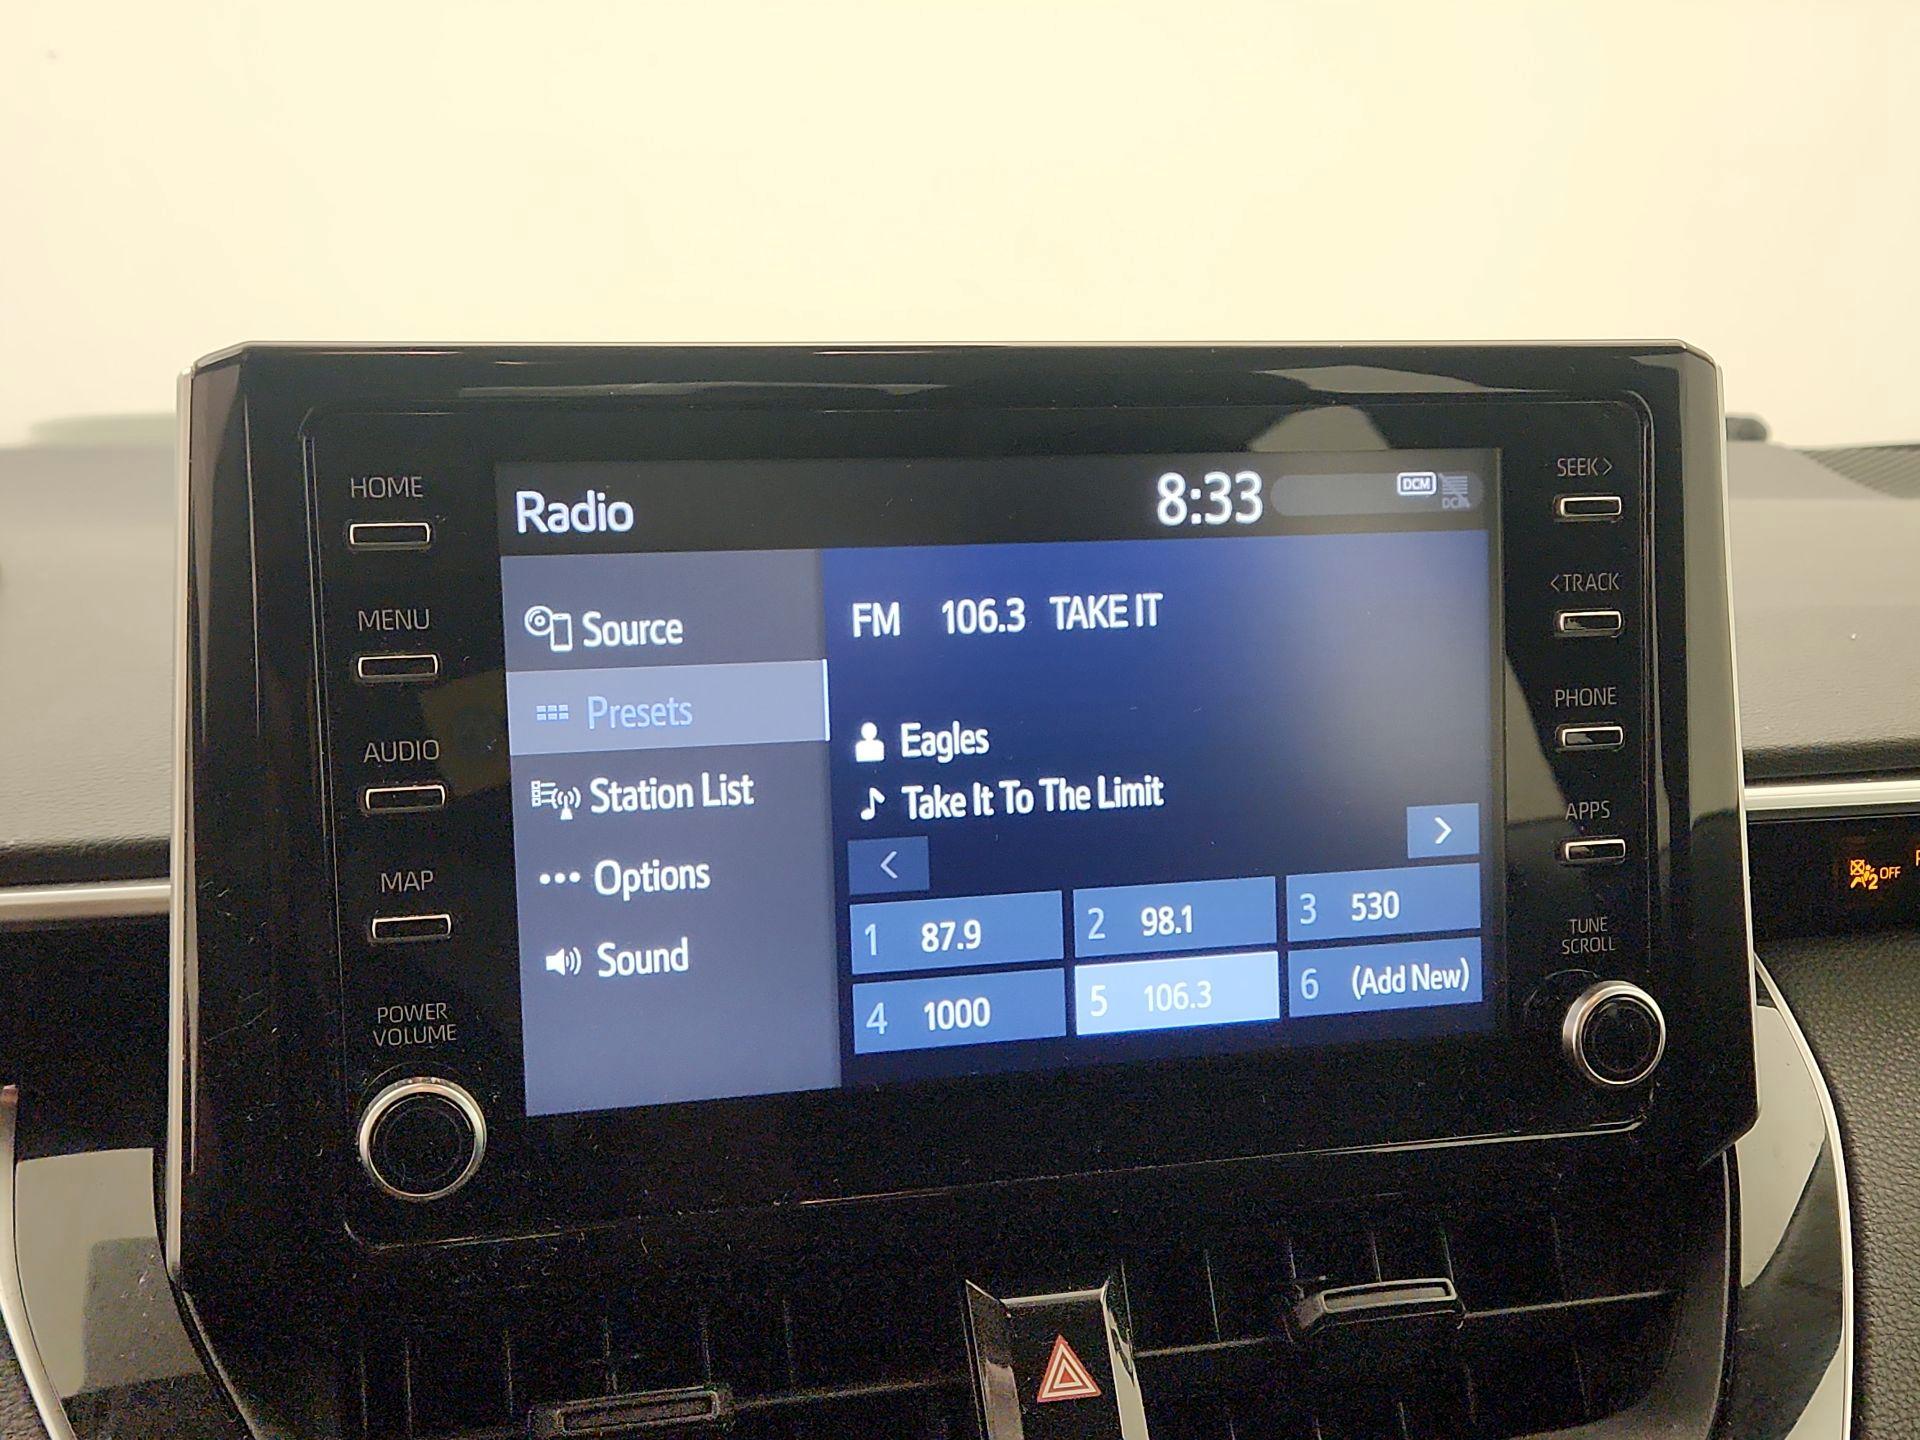 HOME
MENU
AUDIO
MAP
POWER
VOLUME
Radio
8:33
DCM
DCM
Source
Presets
Station List
Options
Sound
FM 106.3 TAKE IT
Eagles
Take It To The Limit
<
>
1 87.9
2 98.1
3 530
4 1000
5 106.3
6 (Add New)
SEEK>
<TRACK
PHONE
APPS
TUNE
SCROLL
2 OFF